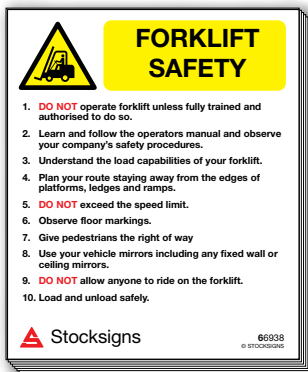 FORKLIFT
SAFETY
1. DO NOT operate forklift unless fully trained and
authorised to do so.
2. Learn and follow the operators manual and observe
your company's safety procedures.
3. Understand the load capabilities of your forklift.
4. Plan your route staying away from the edges of
platforms, ledges and ramps.
5. DO NOT exceed the speed limit.
6. Observe floor markings.
7. Give pedestrians the right of way
8. Use your vehicle mirrors including any fixed wall or
ceiling mirrors.
9. DO NOT allow anyone to ride on the forklift.
10. Load and unload safely.
Stocksigns
66938
© STOCKSIGNS